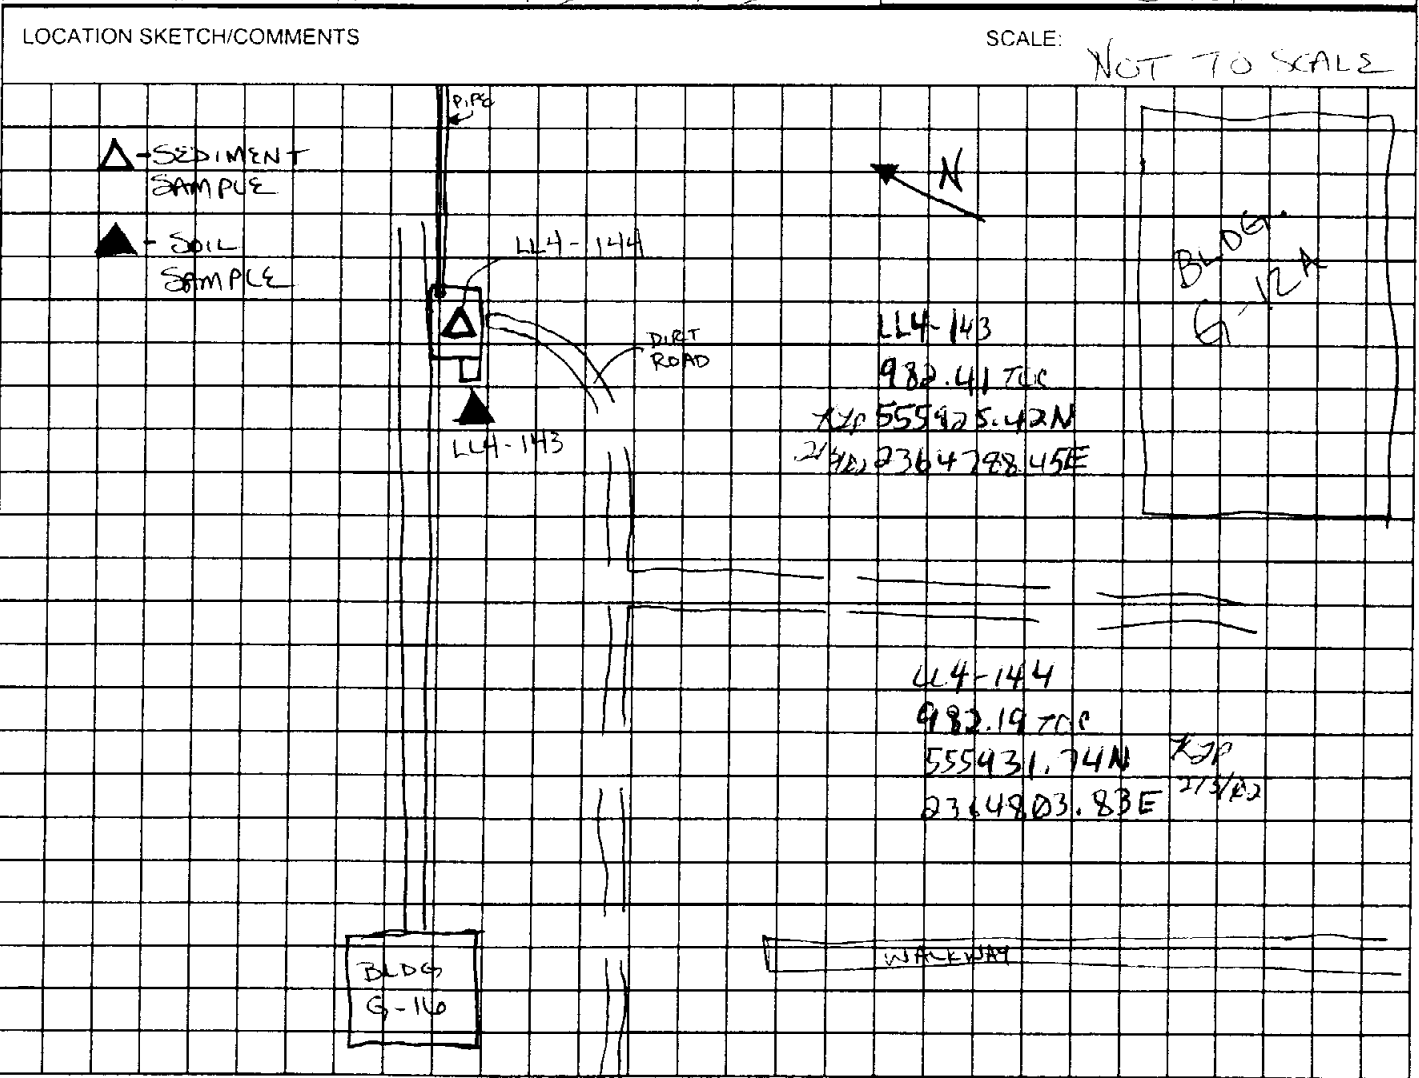 LOCATION SKETCH/COMMENTS
SCALE: NOT TO SCALE
PIPE
△ - SEDIMENT
SAMPLE
N
▲ - SOIL
SAMPLE
LL4-144
BLDG.
G-12A
LL4-143
982.41
DIRT
ROAD
LL4-143
555925.42N
2364788.45E
LL4-144
982.19
555931.74N
2364803.83E
WALKWAY
BLDG
G-16